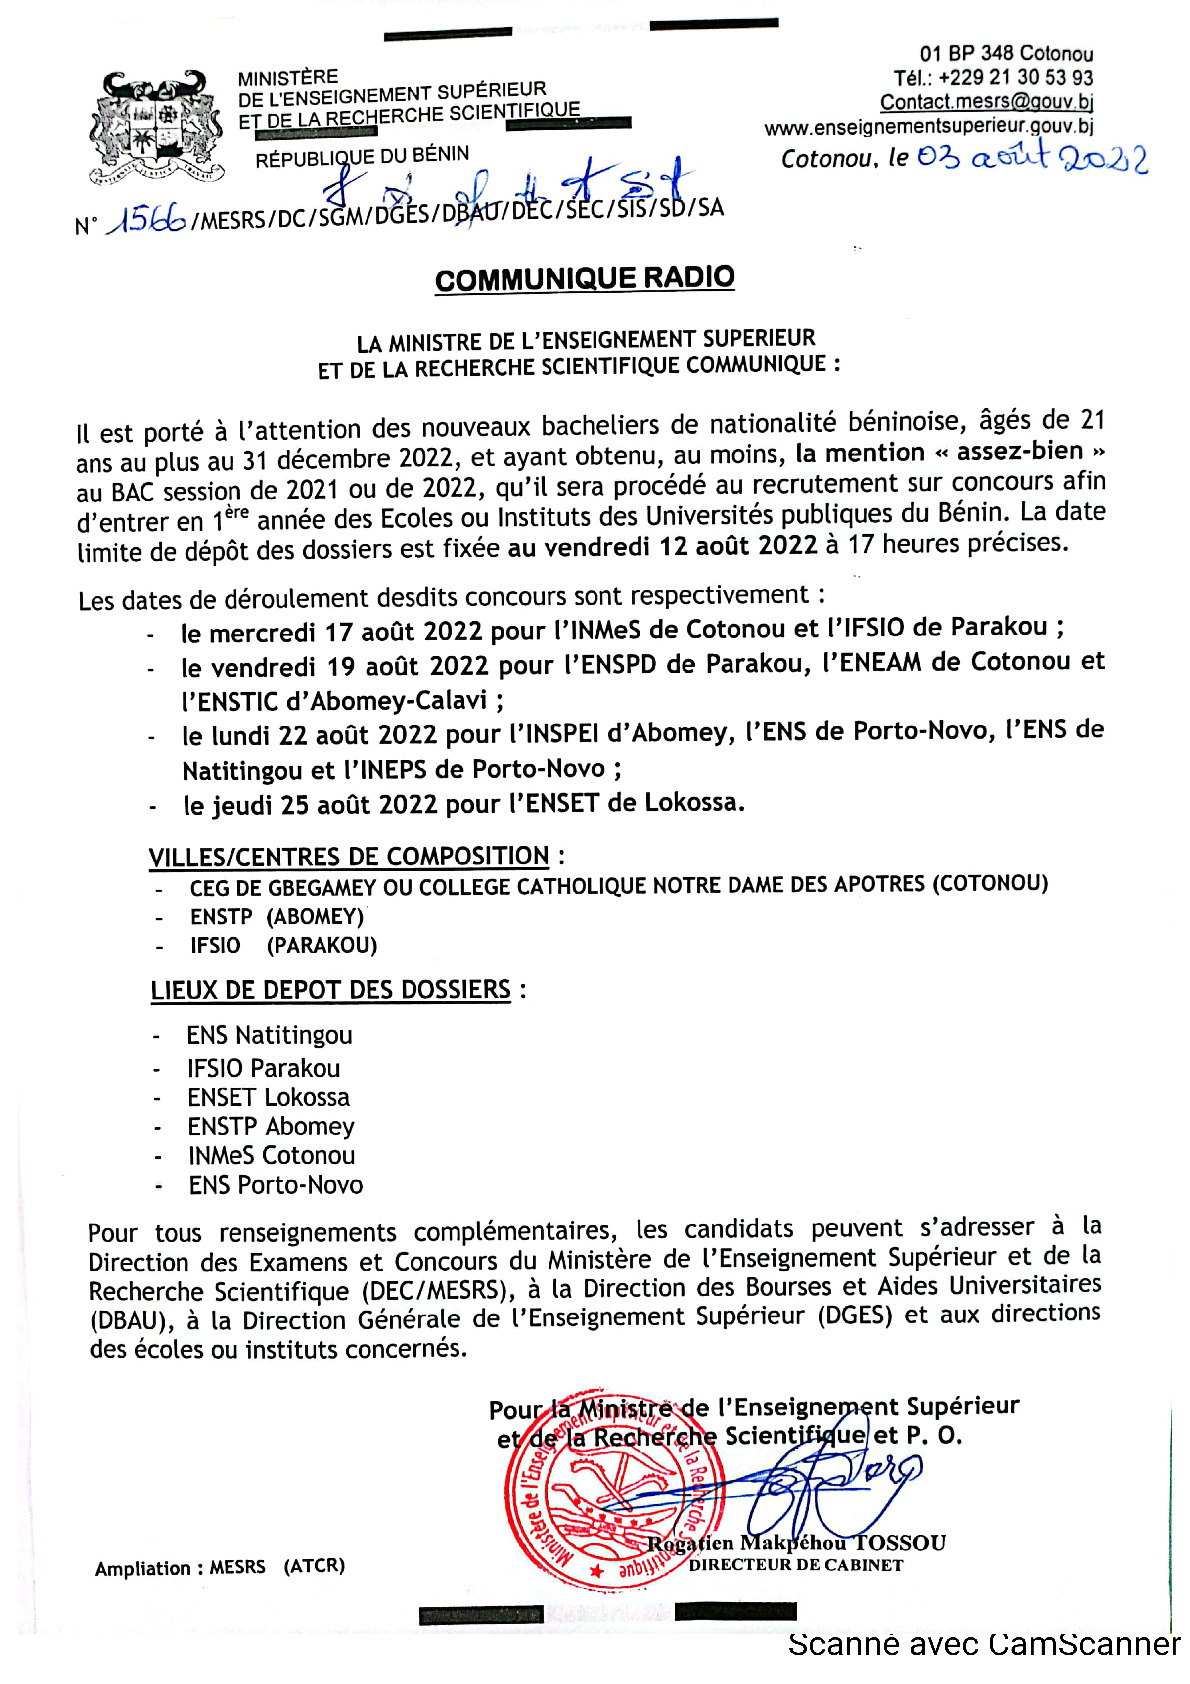 MINISTÈRE
DE L'ENSEIGNEMENT SUPÉRIEUR
ET DE LA RECHERCHE SCIENTIFIQUE
RÉPUBLIQUE DU BÉNIN
01 BP 348 Cotonou
Tél.: +229 21 30 53 93
Contact.mesrs@gouv.bj
www.enseignementsuperieur.gouv.bj
Cotonou, le 03 août 2022
N° 1566/MESRS/DC/SGM/DGES/DBAU/DEC/SEC/SIS/SD/SA
COMMUNIQUE RADIO
LA MINISTRE DE L'ENSEIGNEMENT SUPERIEUR
ET DE LA RECHERCHE SCIENTIFIQUE COMMUNIQUE :
Il est porté à l'attention des nouveaux bacheliers de nationalité béninoise, âgés de 21
ans au plus au 31 décembre 2022, et ayant obtenu, au moins, la mention « assez-bien »
au BAC session de 2021 ou de 2022, qu'il sera procédé au recrutement sur concours afin
d'entrer en 1ère année des Ecoles ou Instituts des Universités publiques du Bénin. La date
limite de dépôt des dossiers est fixée au vendredi 12 août 2022 à 17 heures précises.
Les dates de déroulement desdits concours sont respectivement :
- le mercredi 17 août 2022 pour l'INMeS de Cotonou et l'IFSIO de Parakou ;
- le vendredi 19 août 2022 pour l'ENSPD de Parakou, l'ENEAM de Cotonou et
l'ENSTIC d'Abomey-Calavi ;
- le lundi 22 août 2022 pour l'INSPEI d'Abomey, l'ENS de Porto-Novo, l'ENS de
Natitingou et l'INEPS de Porto-Novo ;
- le jeudi 25 août 2022 pour l'ENSET de Lokossa.
VILLES/CENTRES DE COMPOSITION :
- CEG DE GBEGAMEY OU COLLEGE CATHOLIQUE NOTRE DAME DES APOTRES (COTONOU)
- ENSTP (ABOMEY)
- IFSIO (PARAKOU)
LIEUX DE DEPOT DES DOSSIERS :
- ENS Natitingou
- IFSIO Parakou
- ENSET Lokossa
- ENSTP Abomey
- INMeS Cotonou
- ENS Porto-Novo
Pour tous renseignements complémentaires, les candidats peuvent s'adresser à la
Direction des Examens et Concours du Ministère de l'Enseignement Supérieur et de la
Recherche Scientifique (DEC/MESRS), à la Direction des Bourses et Aides Universitaires
(DBAU), à la Direction Générale de l'Enseignement Supérieur (DGES) et aux directions
des écoles ou instituts concernés.
Pour la Ministre de l'Enseignement Supérieur
et de la Recherche Scientifique et P. O.
Ministère de l'Enseignement Supérieur et de la Recherche Scientifique
Rogatien Makpéhou TOSSOU
DIRECTEUR DE CABINET
Ampliation : MESRS (ATCR)
Scanné avec CamScanner